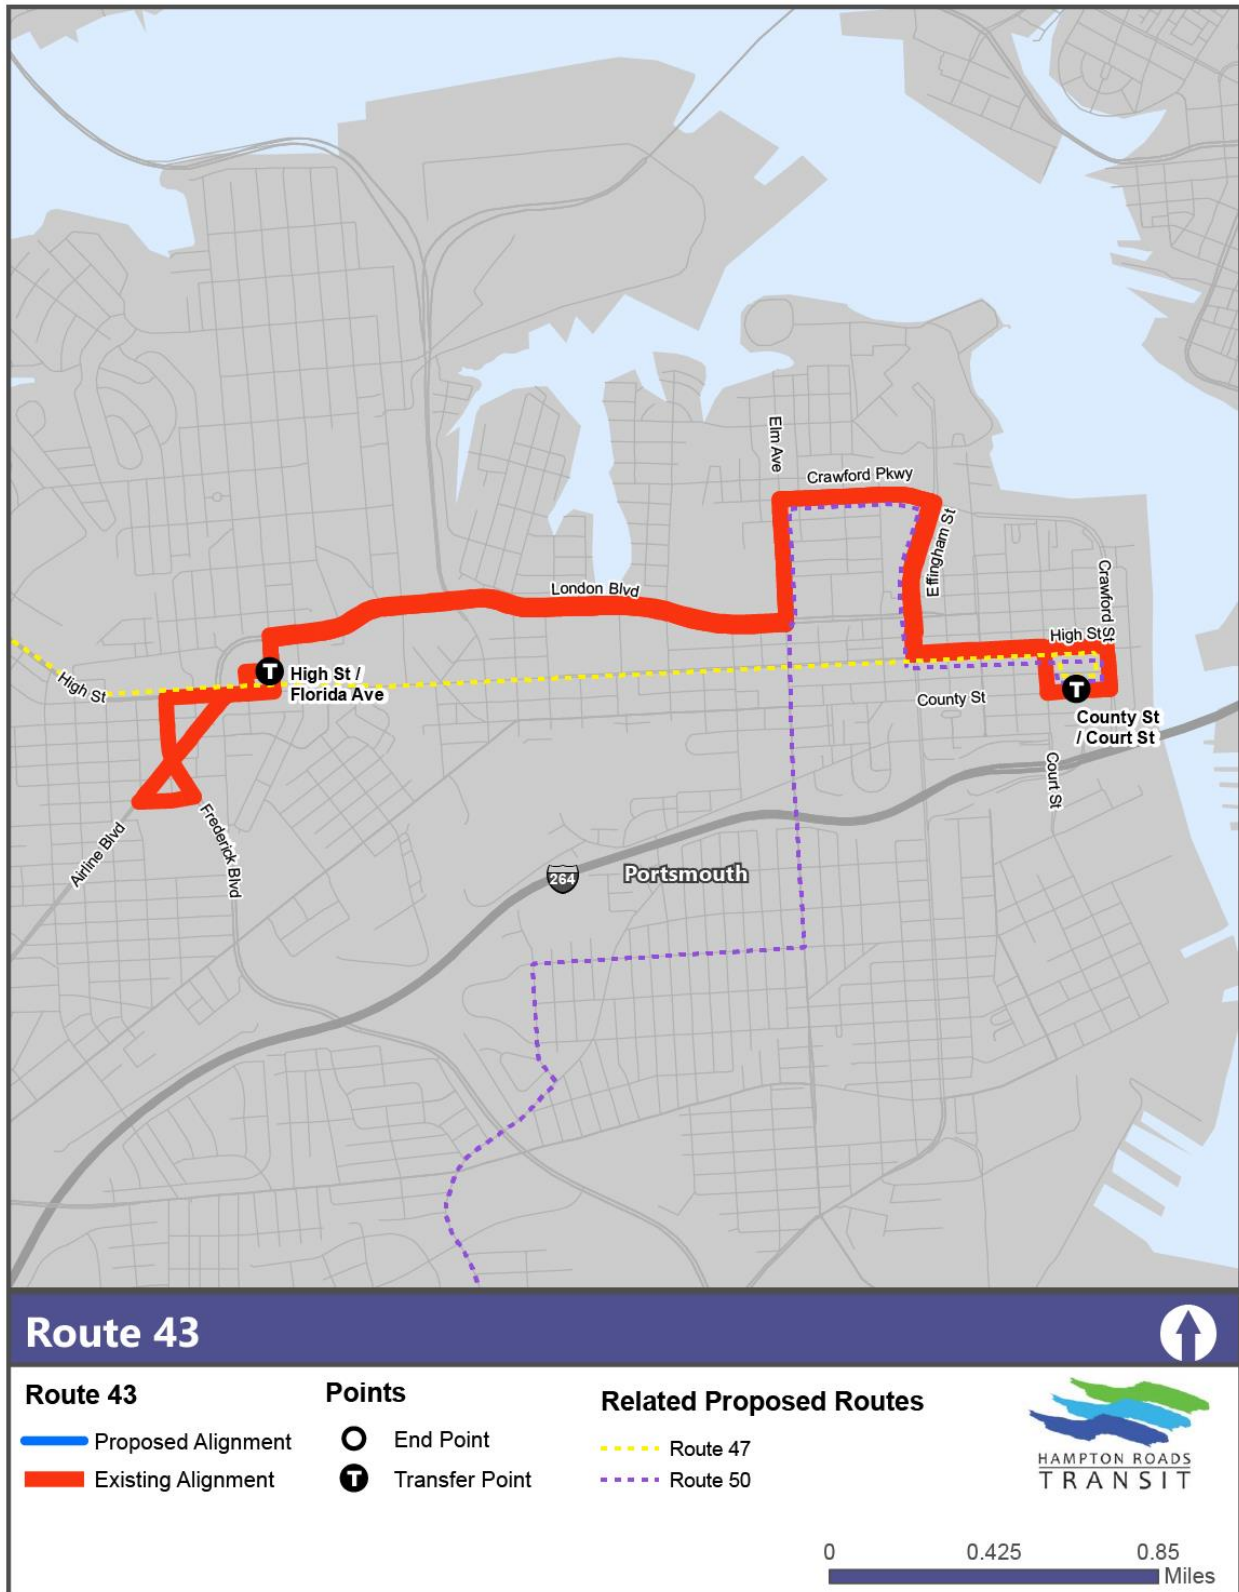 Elm Ave
Crawford Pkwy
Effingham St
Crawford St
London Blvd
High St
High St /
Florida Ave
High St
County St
County St
/ Court St
Court St
Airline Blvd
Frederick Blvd
264
Portsmouth
Route 43
Route 43
Proposed Alignment
Existing Alignment
Points
End Point
T Transfer Point
Related Proposed Routes
Route 47
Route 50
HAMPTON ROADS
TRANSIT
0 0.425 0.85
Miles